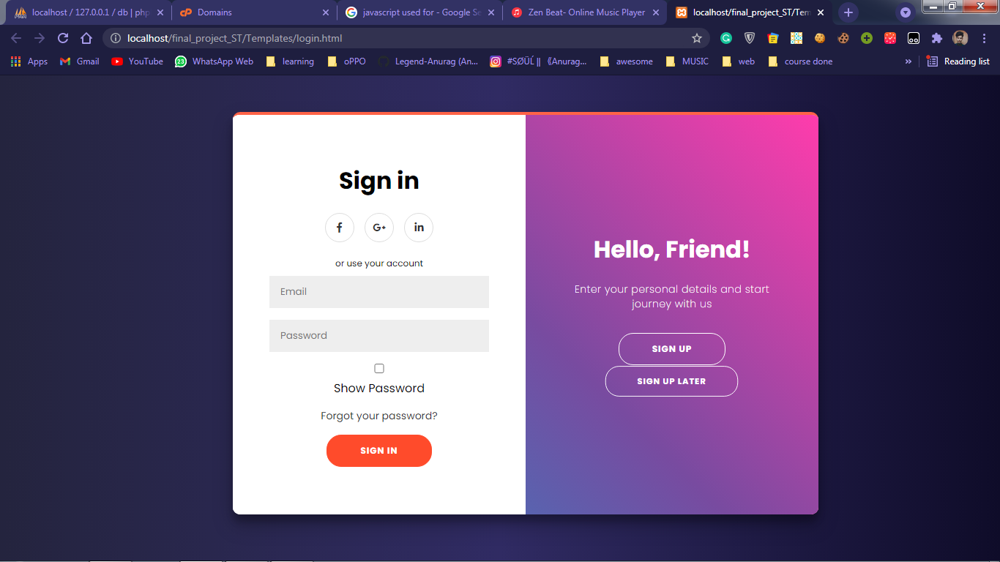 localhost / 127.0.0.1 / db | php
Domains
javascript used for - Google Se
Zen Beat- Online Music Player
localhost/final_project_ST/Tem
localhost/final_project_ST/Templates/login.html
Apps
Gmail
YouTube
23
WhatsApp Web
learning
oPPO
Legend-Anurag (An...
#SØÜĹ || 《Anurag...
awesome
MUSIC
web
course done
»
Reading list
Sign in
f
G+
in
or use your account
Email
Password
Show Password
Forgot your password?
SIGN IN
Hello, Friend!
Enter your personal details and start
journey with us
SIGN UP
SIGN UP LATER